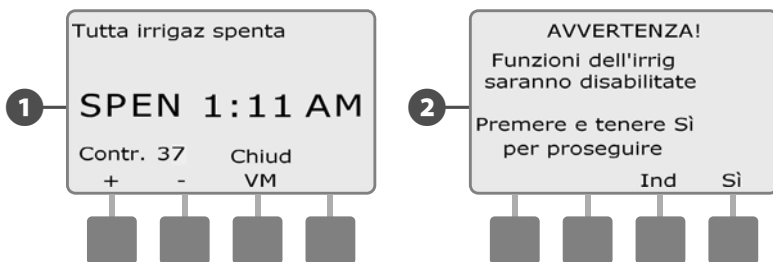 1
Tutta irrigaz spenta
SPEN 1:11 AM
Contr. 37 Chiud
+ - VM
2
AVVERTENZA!
Funzioni dell'irrig
saranno disabilitate
Premere e tenere Sì
per proseguire
Ind Sì